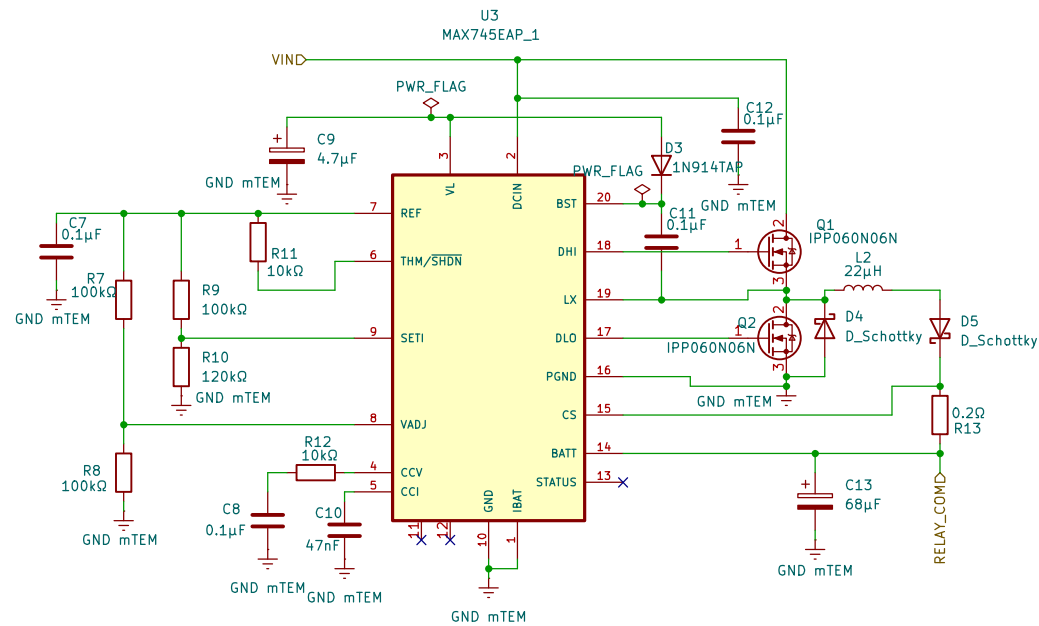 U3
MAX745EAP_1
VIN
PWR_FLAG
C12
0.1µF
C9
4.7µF
3
2
D3
1N914TAP
PWR_FLAG
GND mTEM
VL
DCIN
GND mTEM
7
REF
BST
20
C11
0.1µF
C7
0.1µF
2
Q1
IPP060N06N
R11
10kΩ
6
THM/SHDN
DHI
18
1
3
L2
22µH
R7
100kΩ
R9
100kΩ
LX
19
GND mTEM
2
Q2
IPP060N06N
1
3
D4
D_Schottky
D5
D_Schottky
9
SETI
DLO
17
R10
120kΩ
GND mTEM
PGND
16
GND mTEM
CS
15
0.2Ω
R13
8
VADJ
R12
10kΩ
BATT
14
R8
100kΩ
4
CCV
5
CCI
STATUS
13
C13
68µF
RELAY_COM
C8
0.1µF
C10
47nF
GND
IBAT
11
12
10
1
GND mTEM
GND mTEM
GND mTEM
GND mTEM
GND mTEM